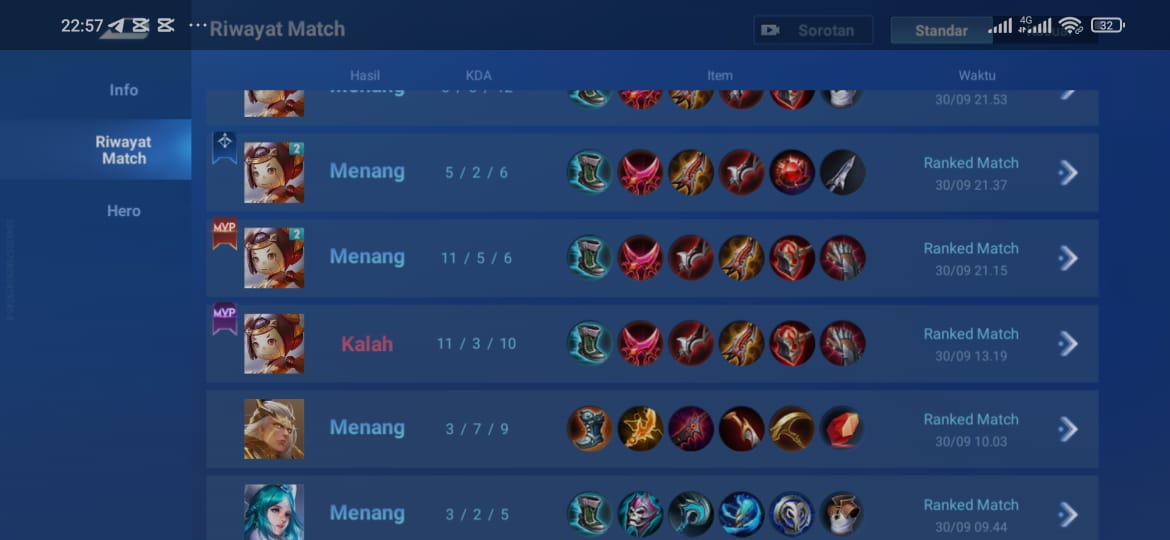 22:57
4G
32
Riwayat Match
Sorotan
Standar
Info
Riwayat
Match
Hero
Hasil
KDA
Item
Waktu
Menang
30/09 21.53
2
Menang
5 / 2 / 6
Ranked Match
30/09 21.37
MVP
2
Menang
11 / 5 / 6
Ranked Match
30/09 21.15
MVP
Kalah
11 / 3 / 10
Ranked Match
30/09 13.19
Menang
3 / 7 / 9
Ranked Match
30/09 10.03
Menang
3 / 2 / 5
Ranked Match
30/09 09.44